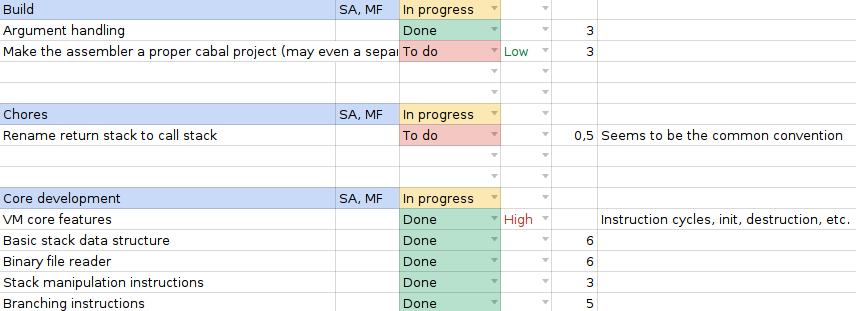 Build SA, MF In progress
Argument handling Done 3
Make the assembler a proper cabal project (may even a sepa To do Low 3
Chores SA, MF In progress
Rename return stack to call stack To do 0,5 Seems to be the common convention
Core development SA, MF In progress
VM core features Done High Instruction cycles, init, destruction, etc.
Basic stack data structure Done 6
Binary file reader Done 6
Stack manipulation instructions Done 3
Branching instructions Done 5